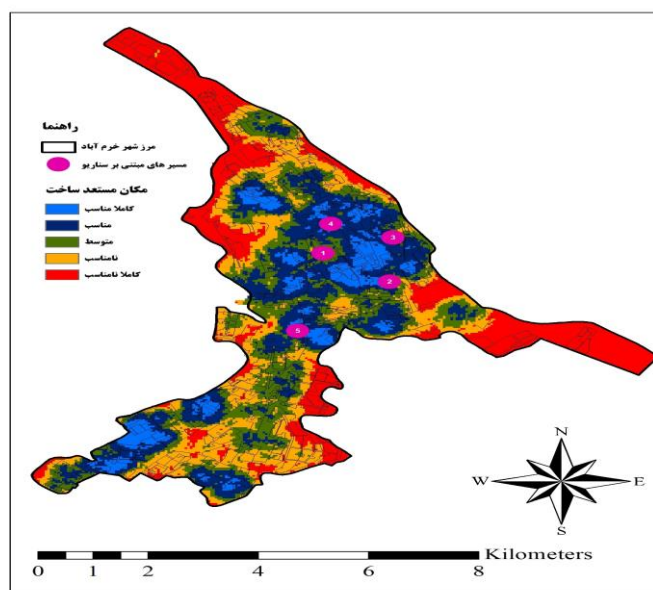 راهنما
مرز شهر خرم آباد
مسیر های مبتنی بر سناریو
مکان مستعد ساخت
کاملا مناسب
مناسب
متوسط
نامناسب
کاملا نامناسب
4
3
1
2
5
N
W
E
S
Kilometers
0 1 2 4 6 8